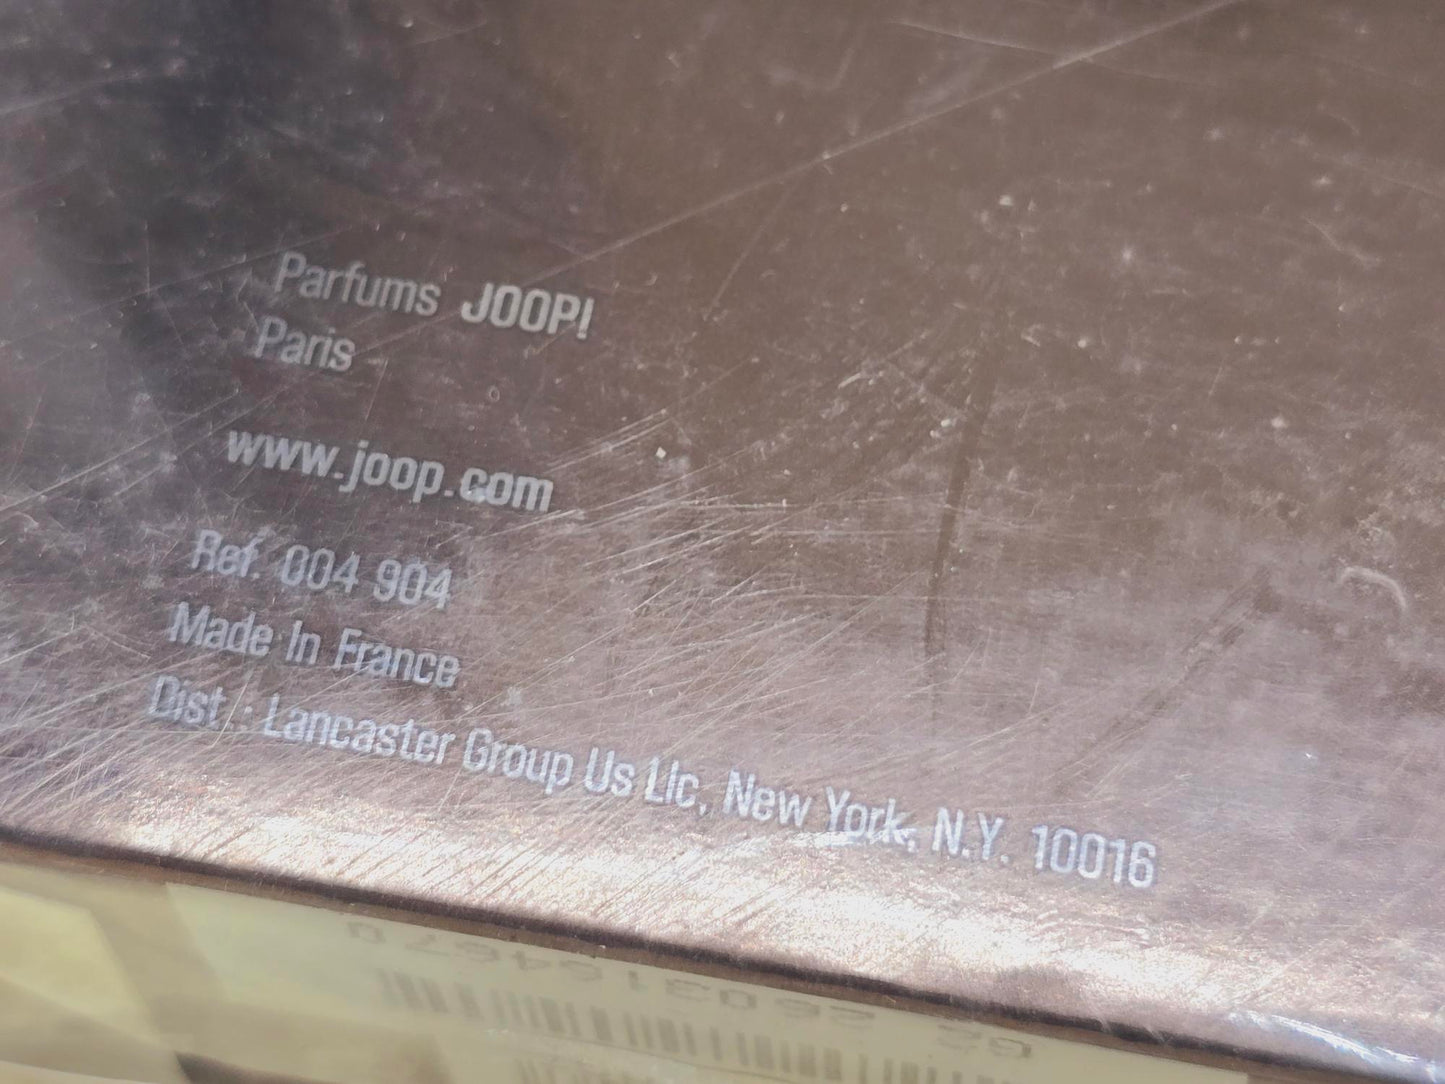 Parfums JOOP!
Paris
www.joop.com
Ref. 004 904
Made In France
Dist : Lancaster Group Us Llc, New York, N.Y. 10016